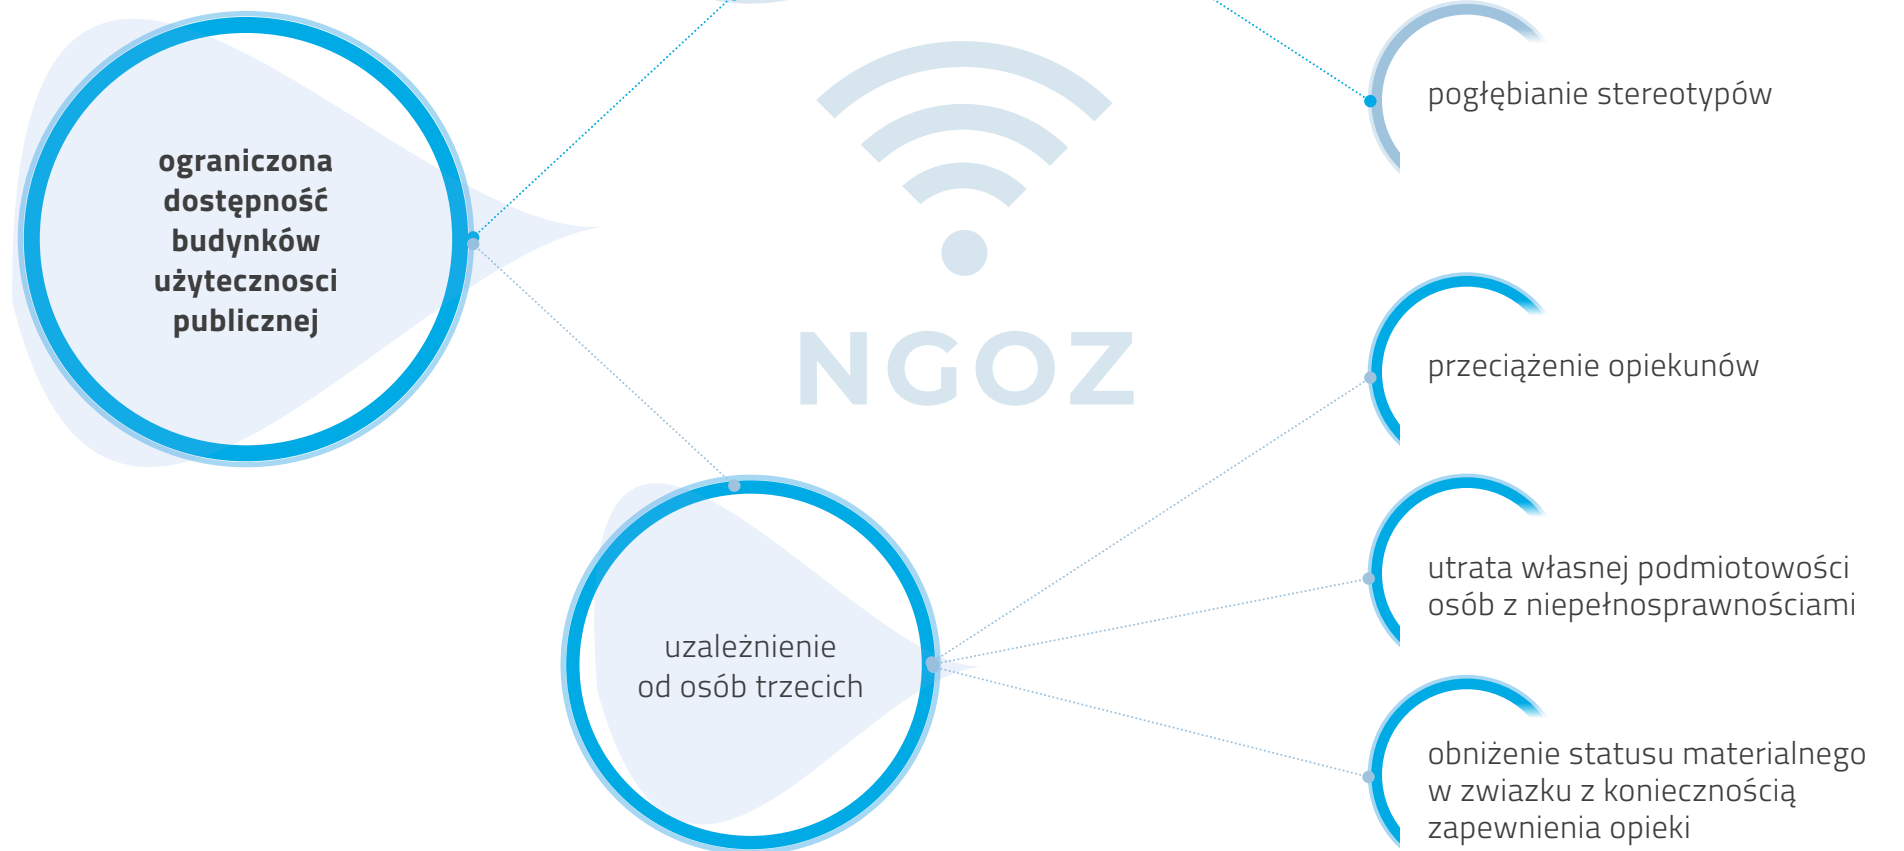 ograniczona
dostępność
budynków
użytecznosci
publicznej
NGOZ
uzależnienie
od osób trzecich
pogłębianie stereotypów
przeciążenie opiekunów
utrata własnej podmiotowości
osób z niepełnosprawnościami
obniżenie statusu materialnego
w zwiazku z koniecznością
zapewnienia opieki